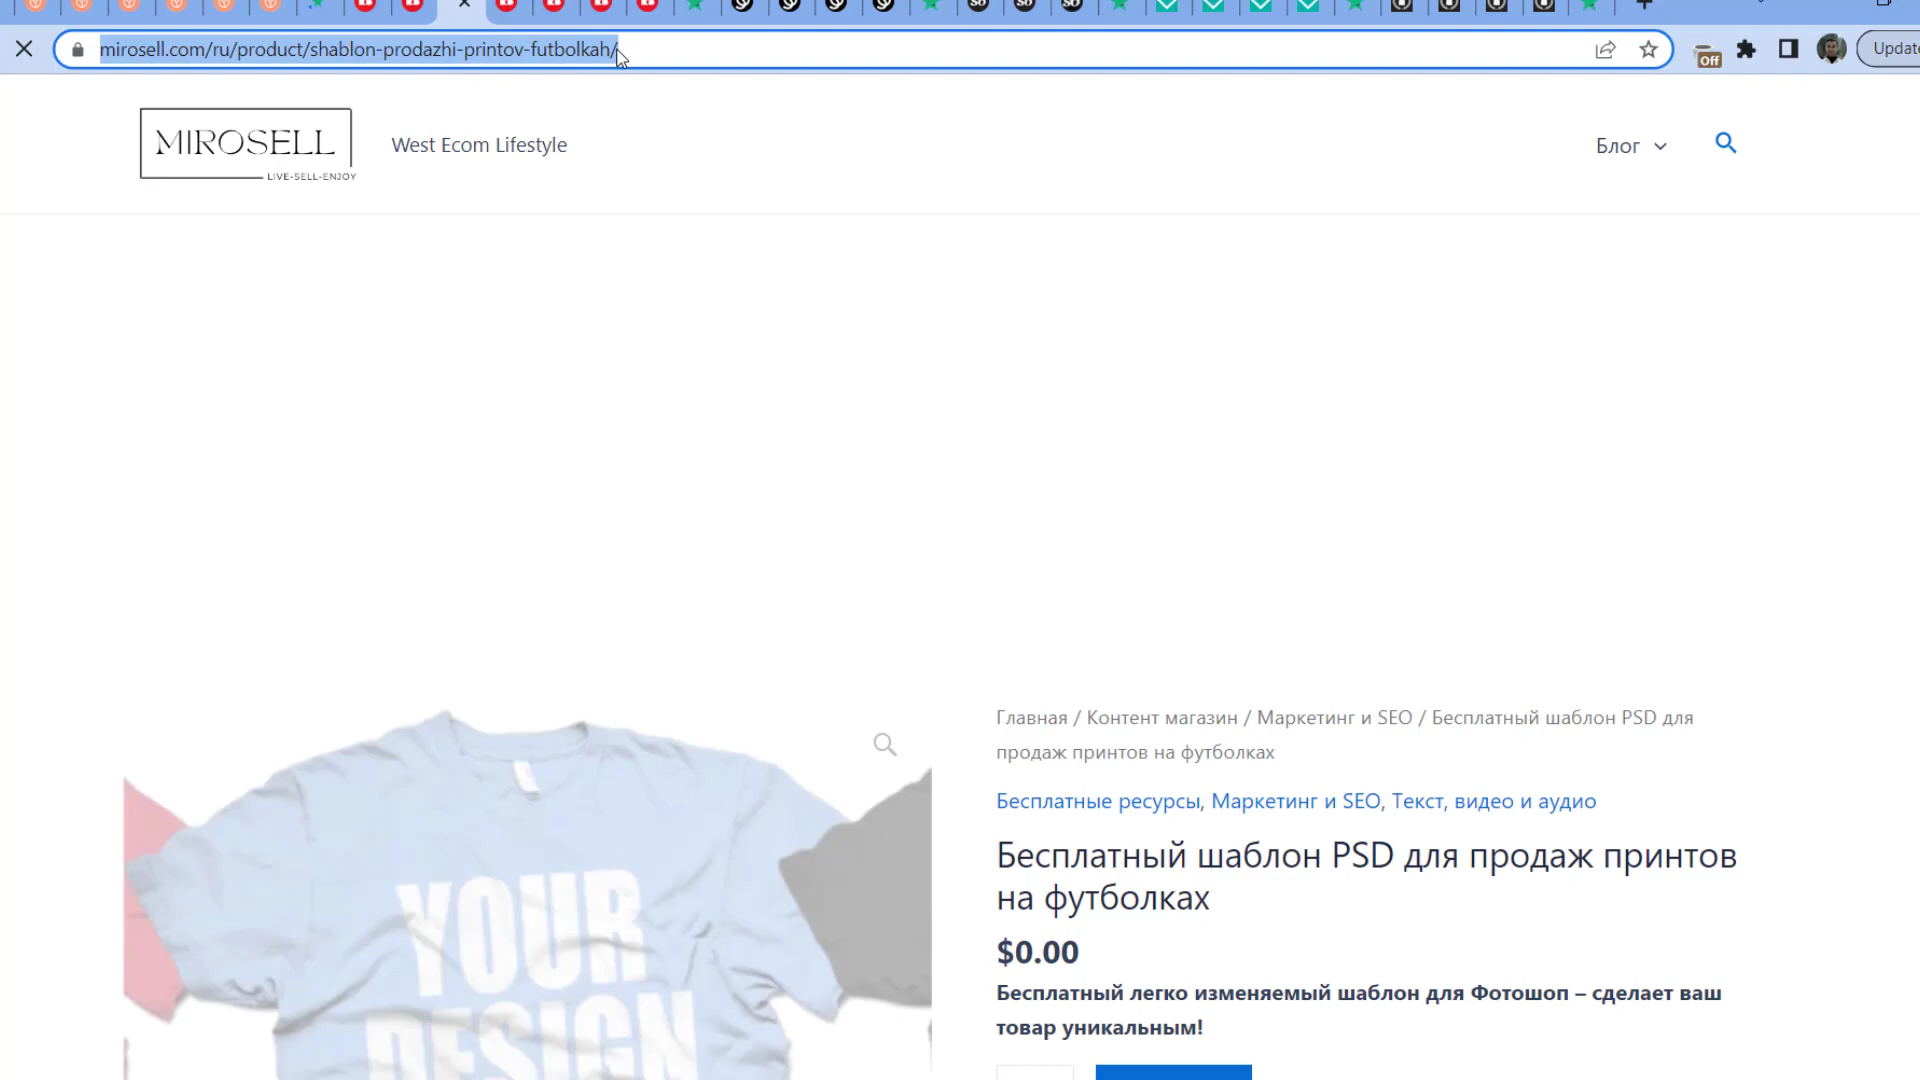 mirosell.com/ru/product/shablon-prodazhi-printov-futbolkah/
Off
MIROSELL
LIVE-SELL-ENJOY
West Ecom Lifestyle
Блог
Главная / Контент магазин / Маркетинг и SEO / Бесплатный шаблон PSD для
продаж принтов на футболках
Бесплатные ресурсы, Маркетинг и SEO, Текст, видео и аудио
Бесплатный шаблон PSD для продаж принтов
на футболках
$0.00
Бесплатный легко изменяемый шаблон для Фотошоп – сделает ваш
товар уникальным!
YOUR
DESIGN